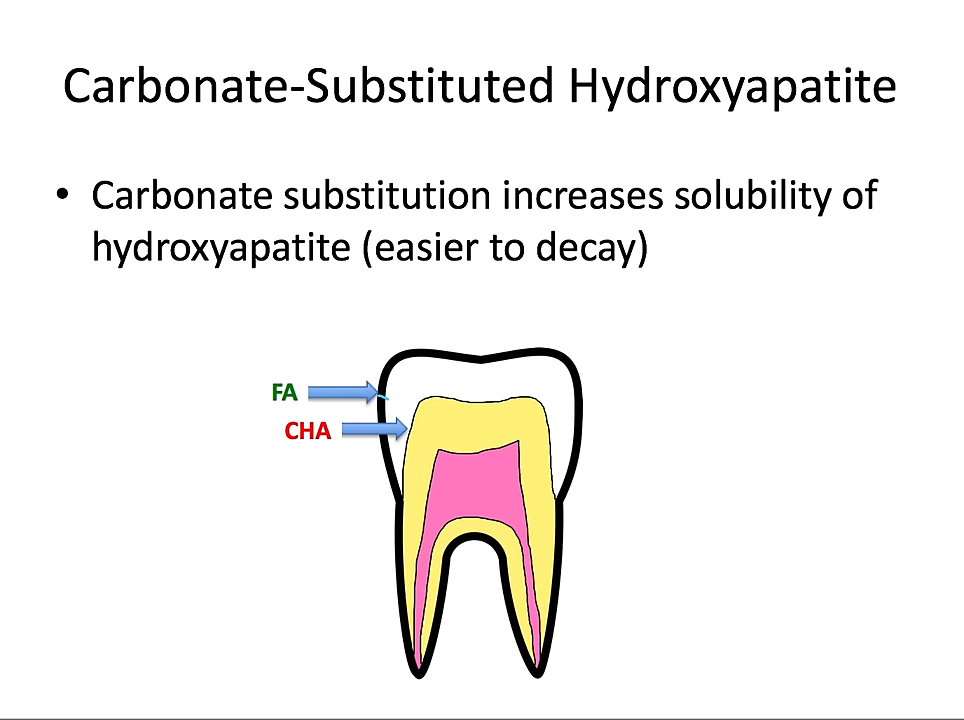 Carbonate-Substituted Hydroxyapatite
• Carbonate substitution increases solubility of
hydroxyapatite (easier to decay)
FA
CHA